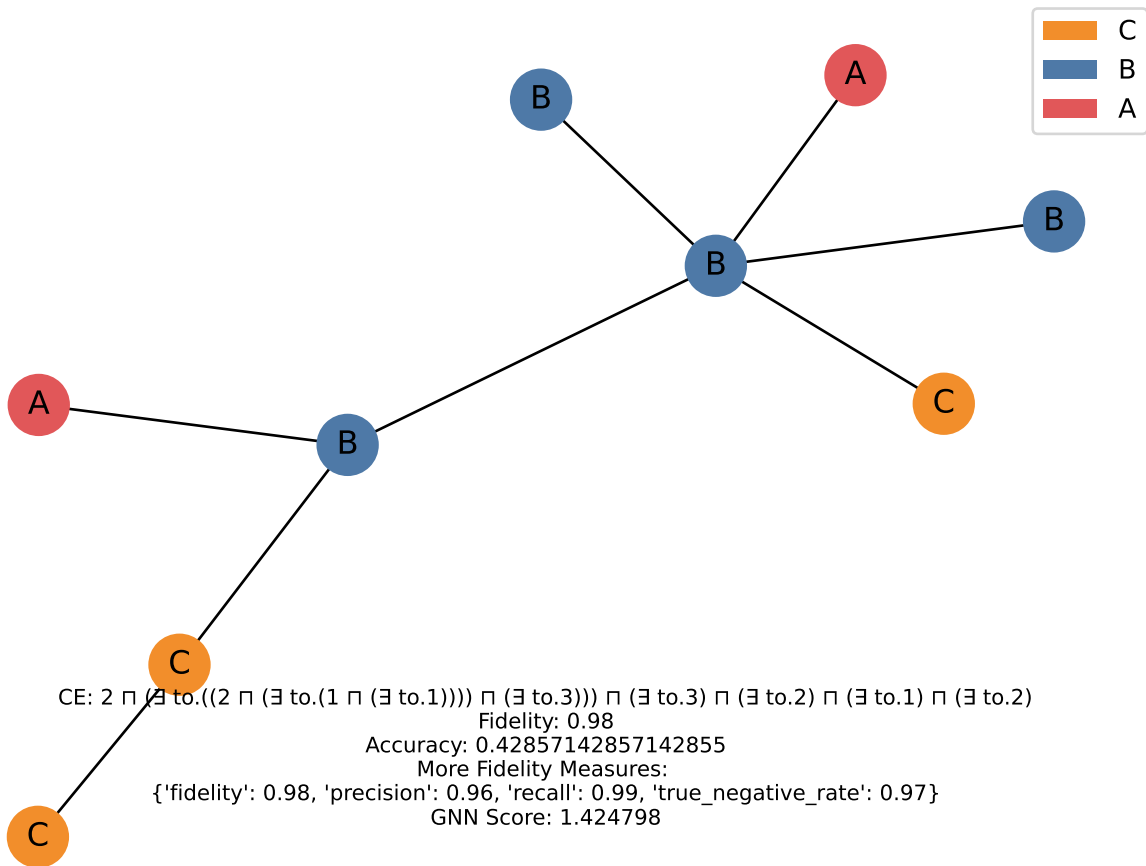 C
B
A
A
B
B
B
C
A
B
C
CE: 2 ⊓ (∃ to.((2 ⊓ (∃ to.(1 ⊓ (∃ to.1)))) ⊓ (∃ to.3))) ⊓ (∃ to.3) ⊓ (∃ to.2) ⊓ (∃ to.1) ⊓ (∃ to.2)
Fidelity: 0.98
Accuracy: 0.42857142857142855
More Fidelity Measures:
{'fidelity': 0.98, 'precision': 0.96, 'recall': 0.99, 'true_negative_rate': 0.97}
GNN Score: 1.424798
C